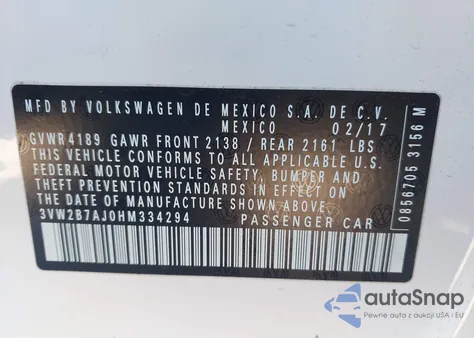 MFD BY VOLKSWAGEN DE MEXICO S.A. DE C.V.
MEXICO 02/17
GVWR4189 GAWR FRONT 2138 / REAR 2161 LBS
THIS VEHICLE CONFORMS TO ALL APPLICABLE U.S.
FEDERAL MOTOR VEHICLE SAFETY, BUMPER AND
THEFT PREVENTION STANDARDS IN EFFECT ON THE
DATE OF MANUFACTURE SHOWN ABOVE.
3VW2B7AJ0HM334294 PASSENGER CAR
0856705 3156 M
autoSnap
Pewne auta z aukcji USA i EU